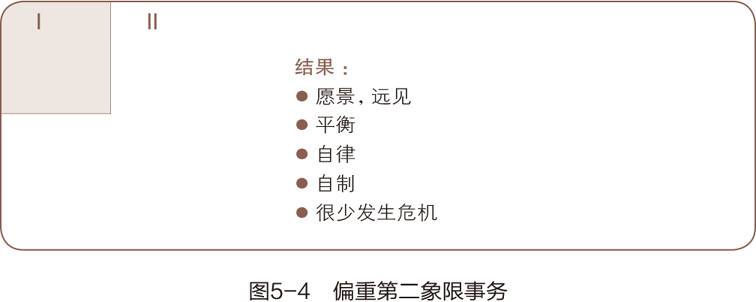 I II
结果：
● 愿景，远见
● 平衡
● 自律
● 自制
● 很少发生危机
图5-4 偏重第二象限事务